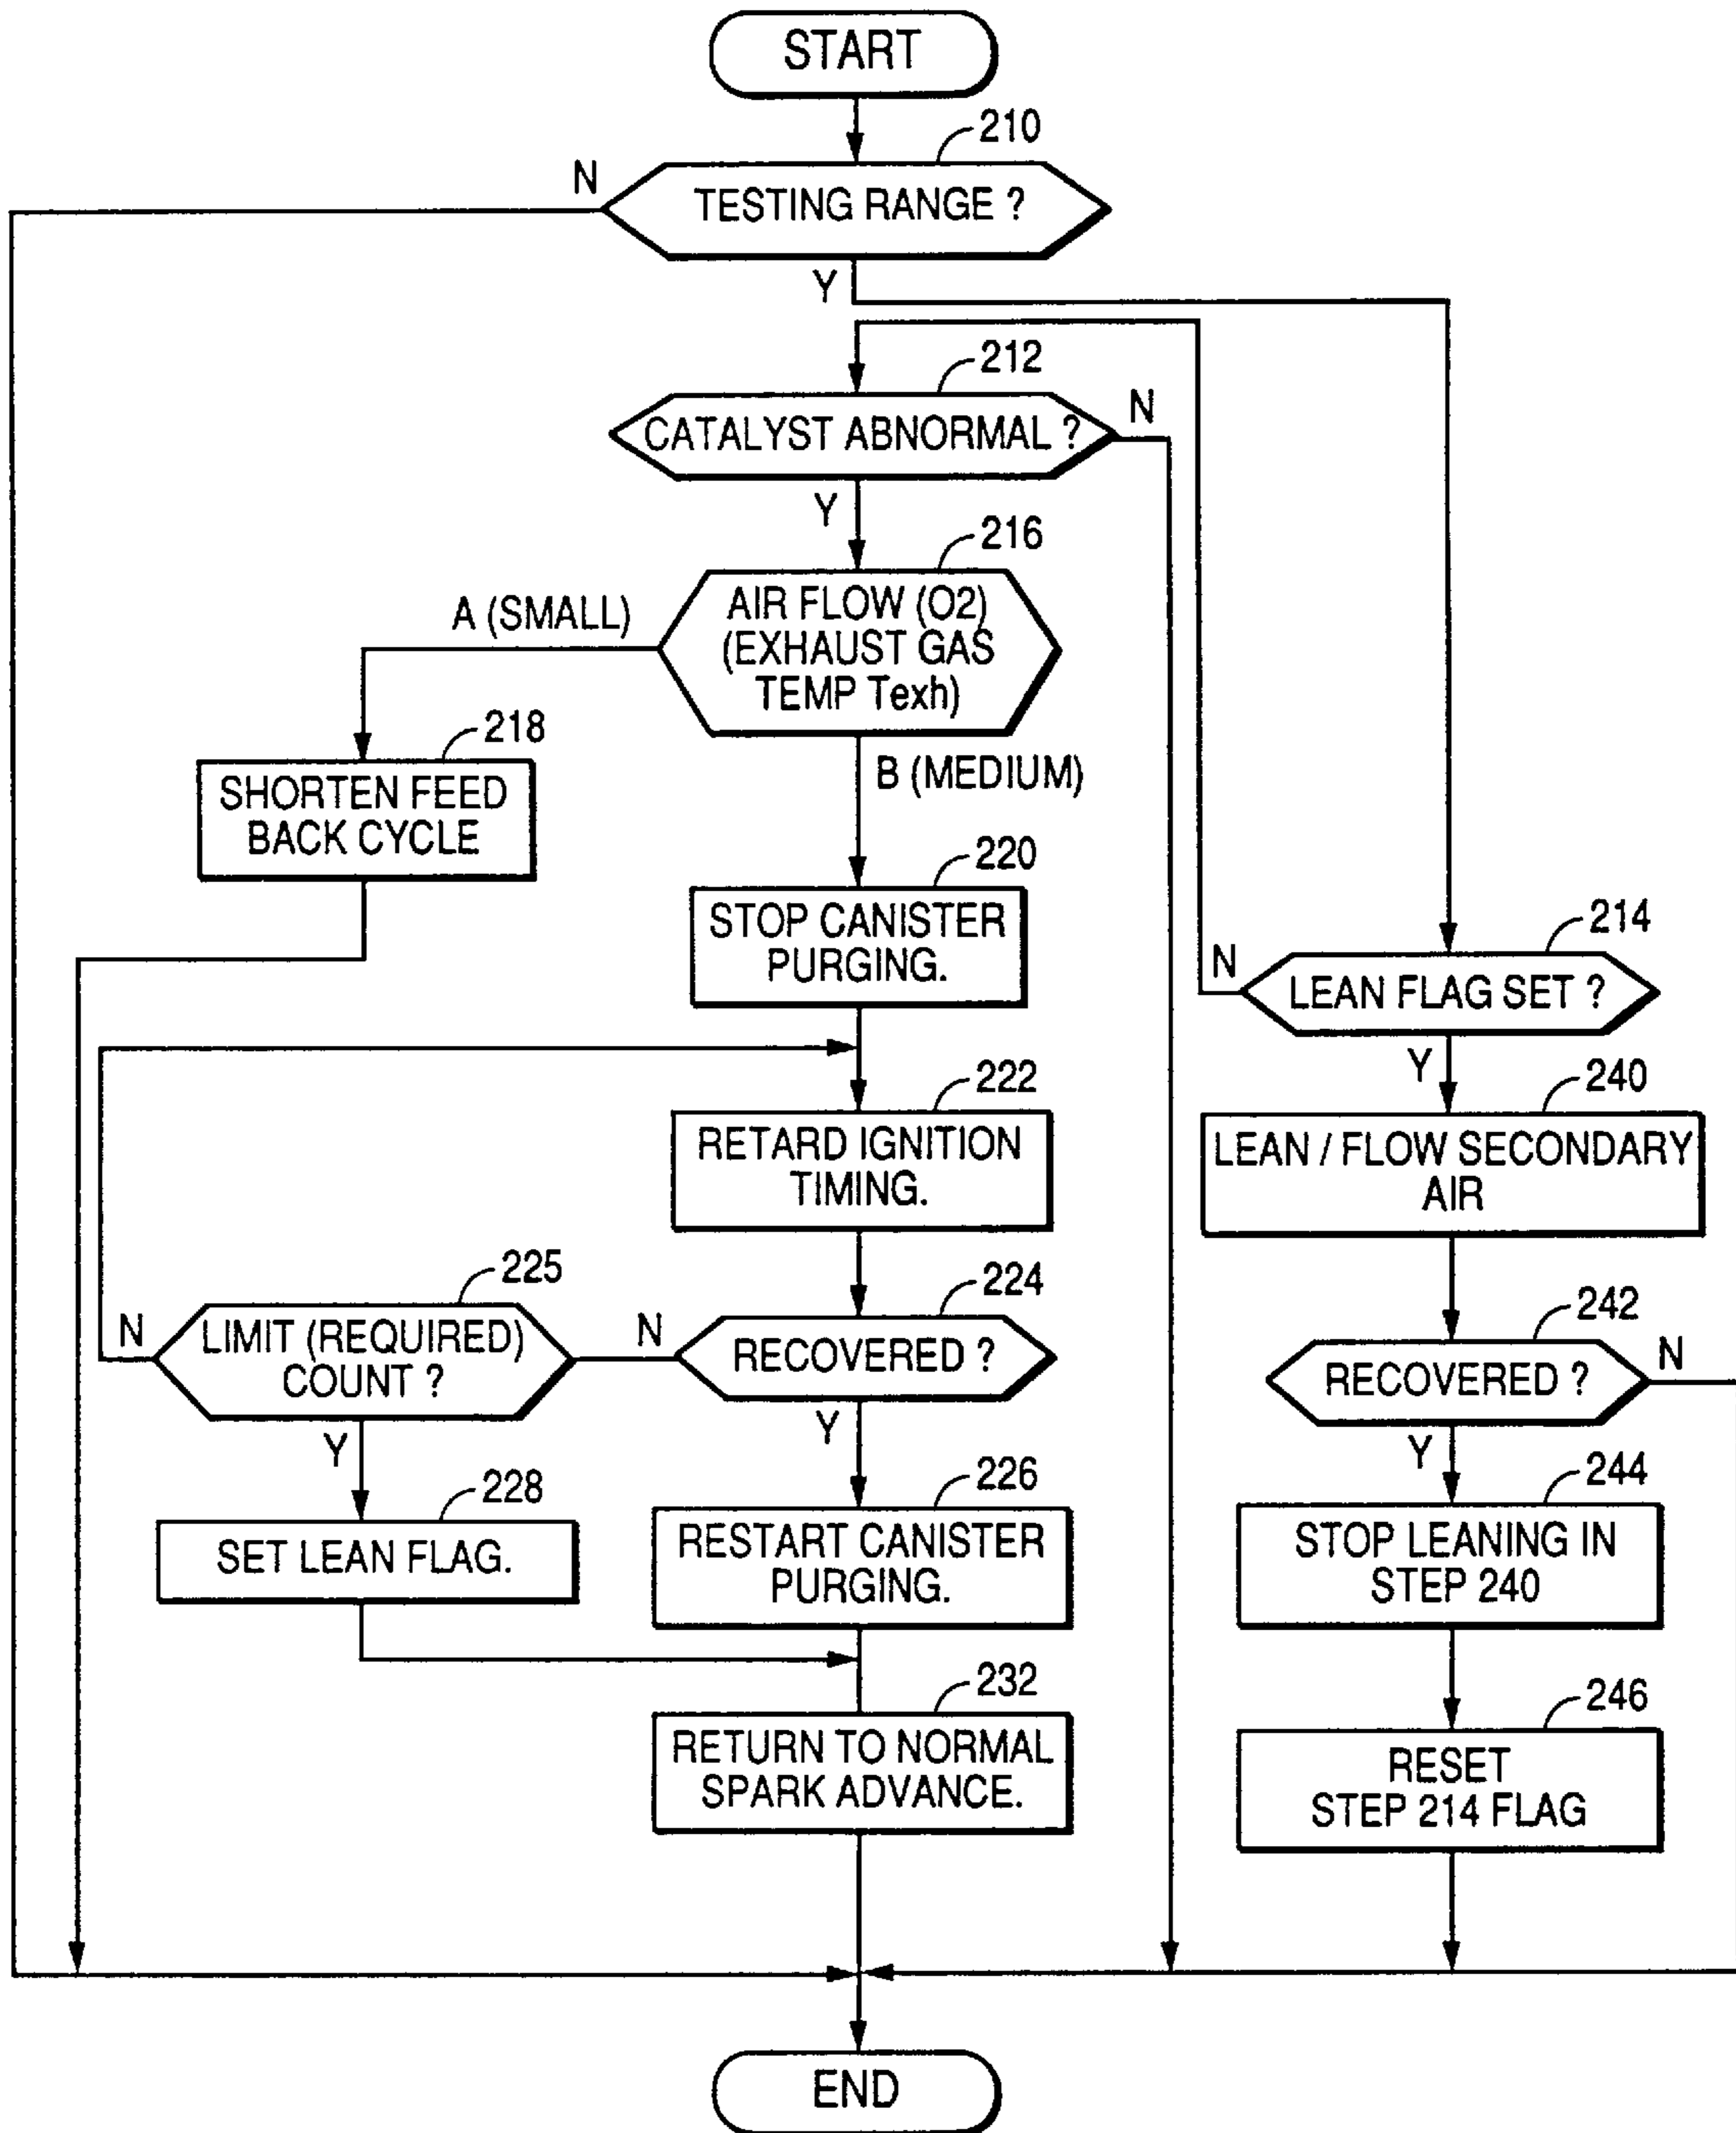 START
210
N
TESTING RANGE ?
Y
212
CATALYST ABNORMAL ?
N
Y
216
A (SMALL)
AIR FLOW (O2)
(EXHAUST GAS
TEMP Texh)
B (MEDIUM)
218
SHORTEN FEED
BACK CYCLE
220
STOP CANISTER
PURGING.
214
N
LEAN FLAG SET ?
Y
222
RETARD IGNITION
TIMING.
240
LEAN / FLOW SECONDARY
AIR
225
N
LIMIT (REQUIRED)
COUNT ?
Y
224
N
RECOVERED ?
Y
242
RECOVERED ?
N
Y
228
SET LEAN FLAG.
226
RESTART CANISTER
PURGING.
244
STOP LEANING IN
STEP 240
232
RETURN TO NORMAL
SPARK ADVANCE.
246
RESET
STEP 214 FLAG
END